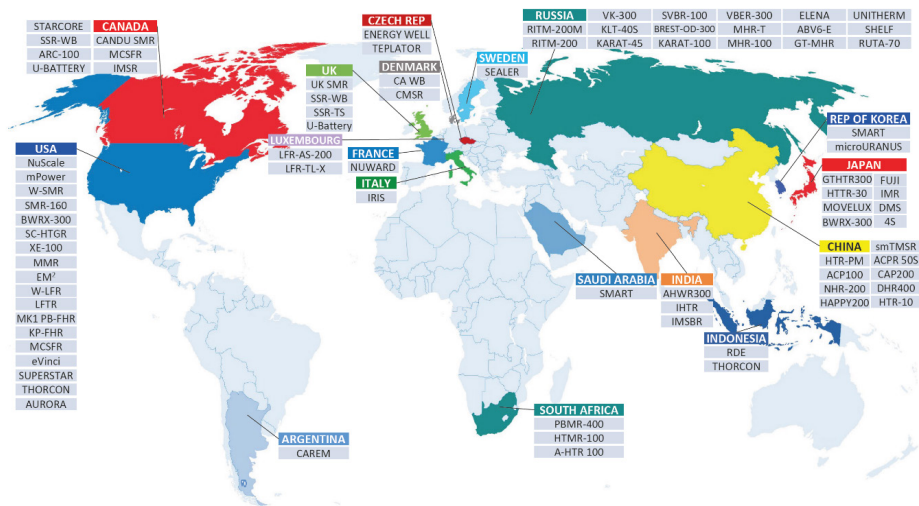 STARCORE
CANADA
SSR-WB
CANDU SMR
ARC-100
MCSFR
U-BATTERY
IMSR
CZECH REP
ENERGY WELL
TEPLATOR
DENMARK
CA WB
CMSR
UK
UK SMR
SSR-WB
SSR-TS
U-Battery
SWEDEN
SEALER
RUSSIA
VK-300
SVBR-100
VBER-300
ELENA
UNITHERM
RITM-200M
KLT-40S
BREST-OD-300
MHR-T
ABV6-E
SHELF
RITM-200
KARAT-45
KARAT-100
MHR-100
GT-MHR
RUTA-70
LUXEMBOURG
LFR-AS-200
LFR-TL-X
FRANCE
NUWARD
ITALY
IRIS
USA
NuScale
mPower
W-SMR
SMR-160
BWRX-300
SC-HTGR
XE-100
MMR
EM²
W-LFR
LFTR
MK1 PB-FHR
KP-FHR
MCSFR
eVinci
SUPERSTAR
THORCON
AURORA
REP OF KOREA
SMART
microURANUS
JAPAN
GTHTR300
FUJI
HTTR-30
IMR
MOVELUX
DMS
BWRX-300
4S
CHINA
smTMSR
HTR-PM
ACPR 50S
ACP100
CAP200
NHR-200
DHR400
HAPPY200
HTR-10
SAUDI ARABIA
SMART
INDIA
AHWR300
IHTR
IMSBR
INDONESIA
RDE
THORCON
SOUTH AFRICA
PBMR-400
HTMR-100
A-HTR 100
ARGENTINA
CAREM